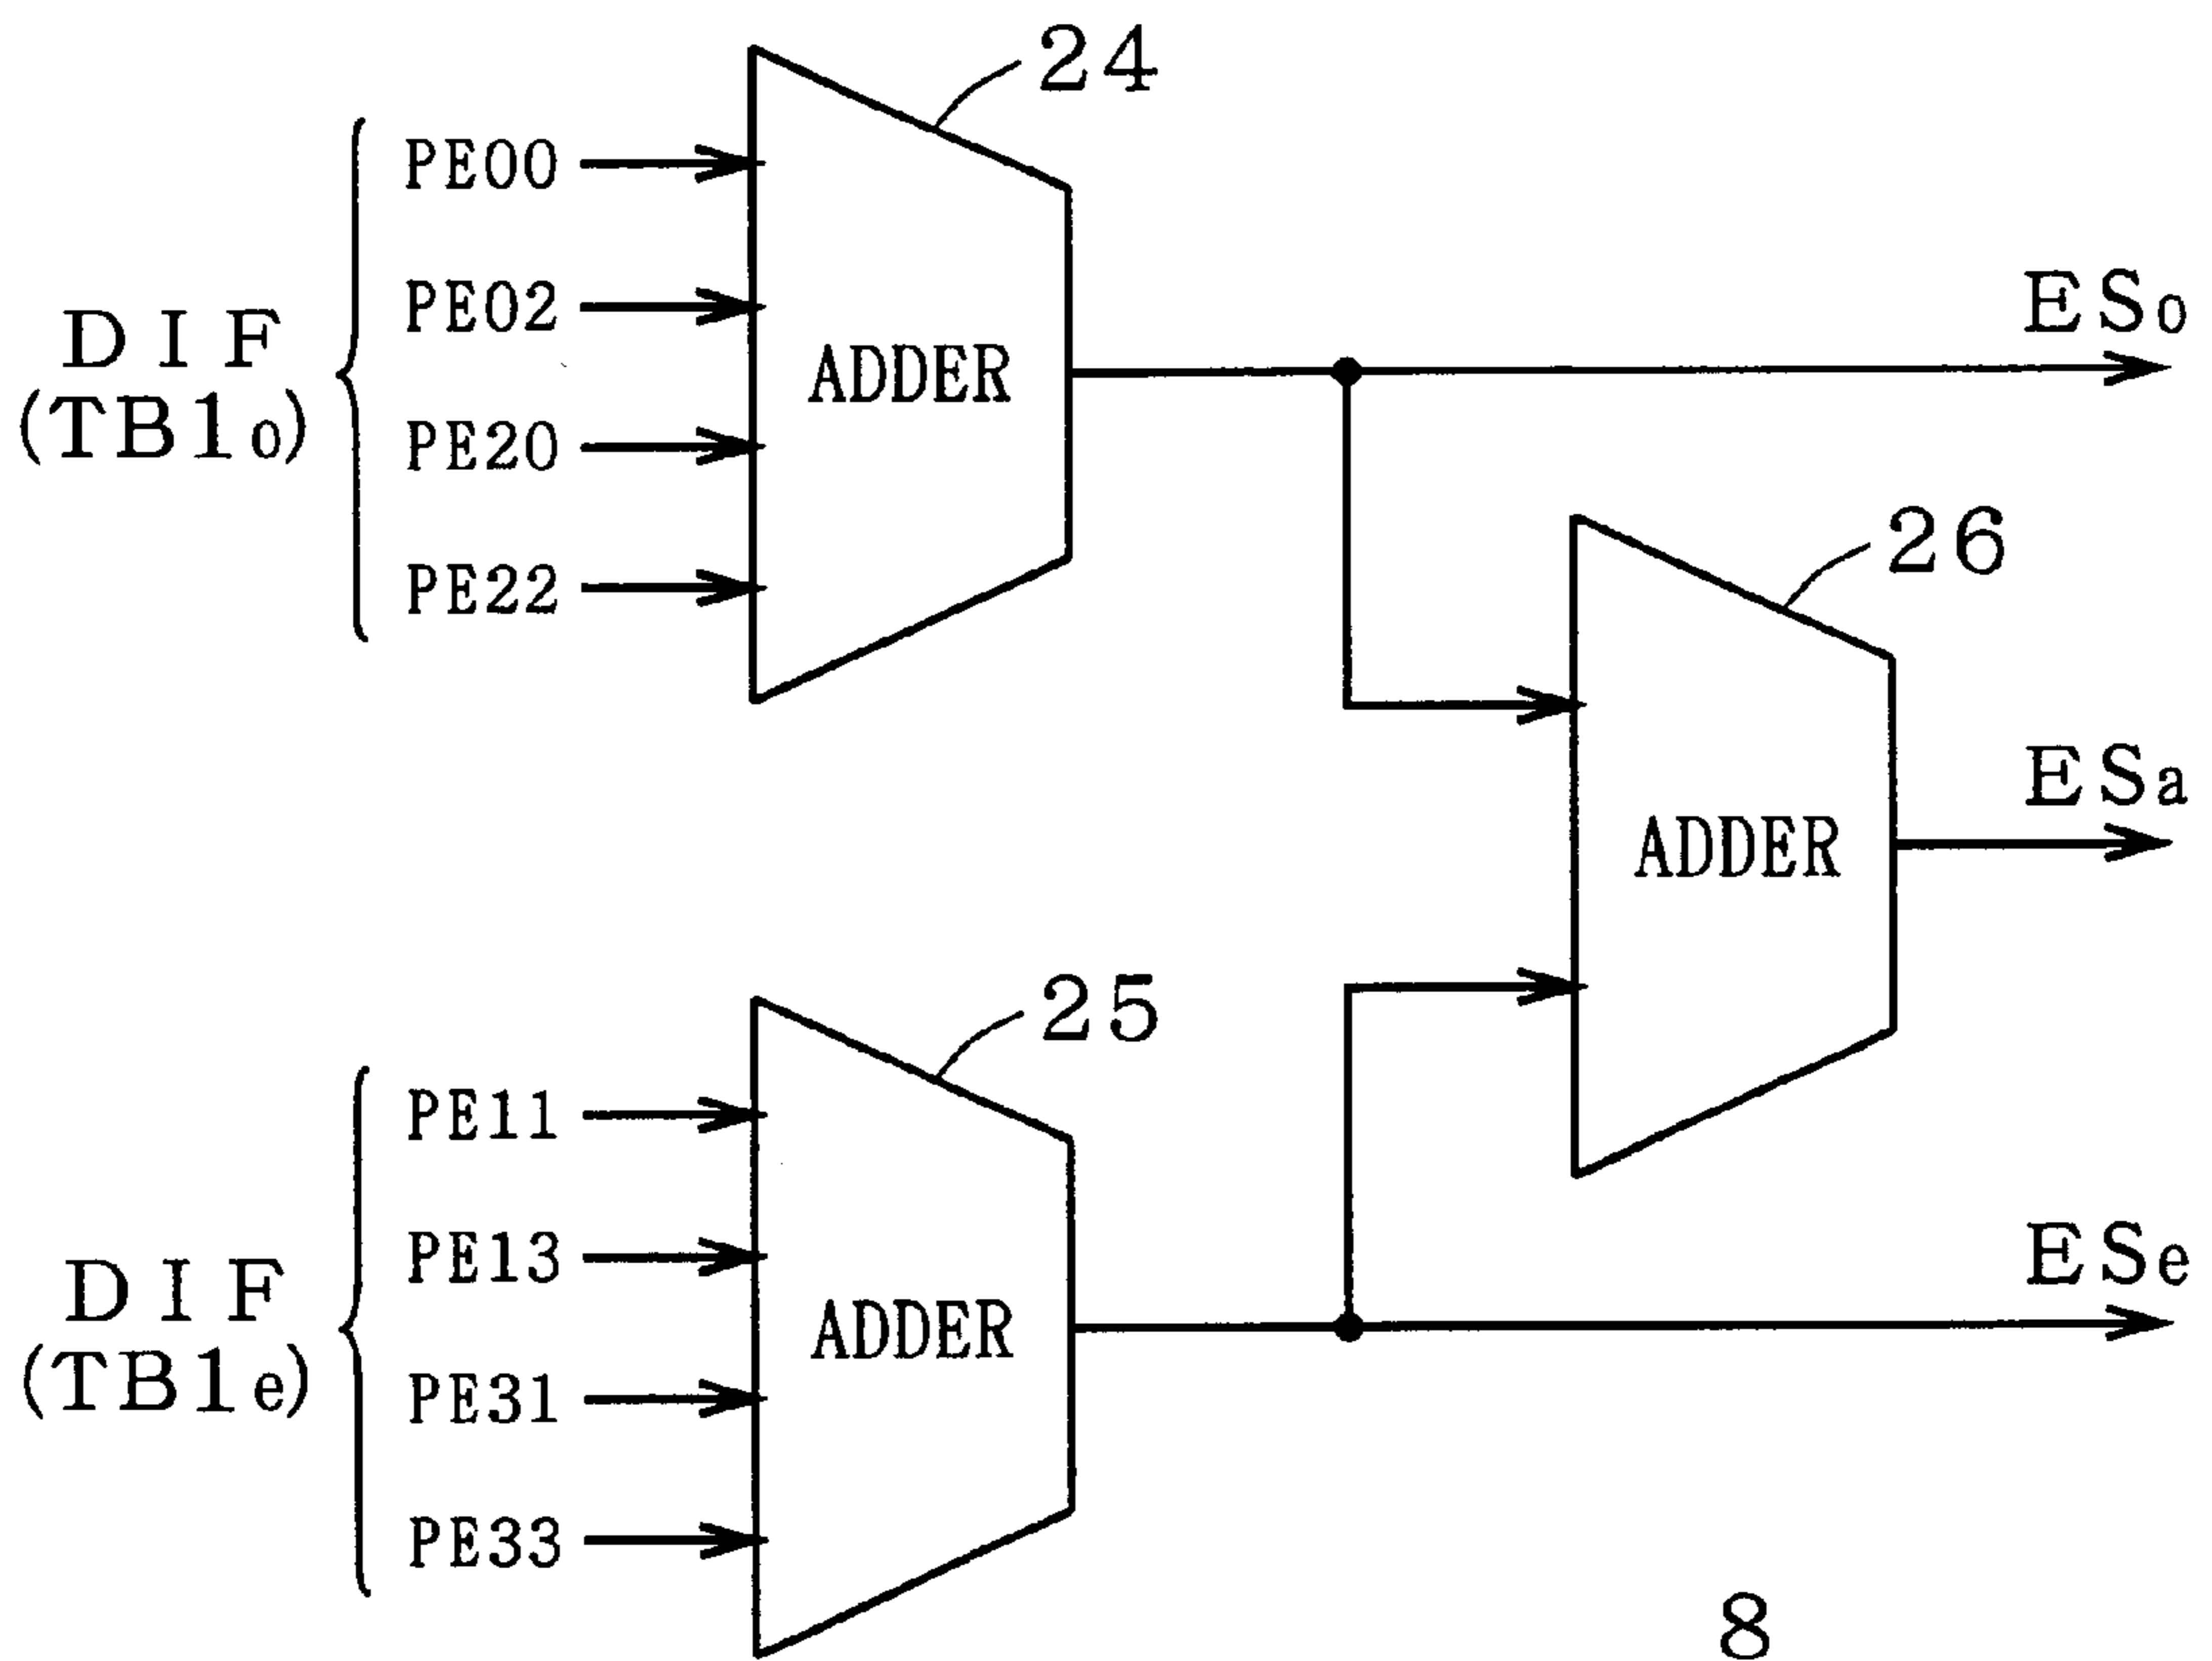 24
PE00
PE02
PE20
PE22
DIF
(TB1o)
ADDER
ESo
26
ADDER
ESa
25
PE11
PE13
PE31
PE33
DIF
(TB1e)
ADDER
ESe
8